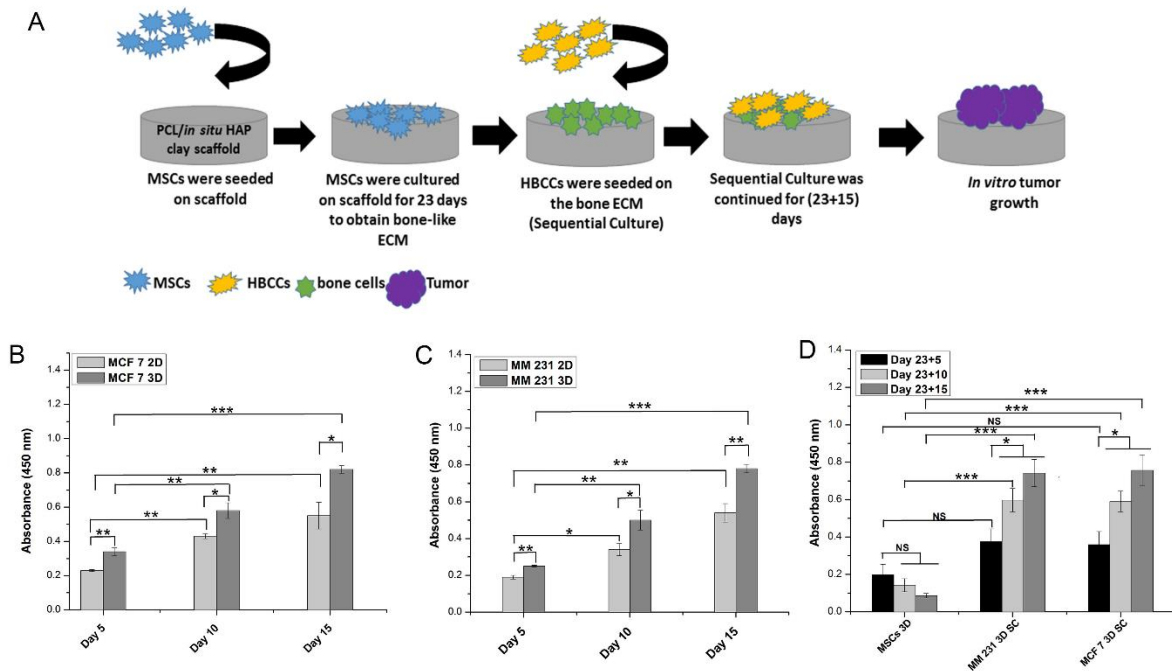 A
PCL/in situ HAP
clay scaffold
MSCs were seeded
on scaffold
MSCs were cultured
on scaffold for 23 days
to obtain bone-like
ECM
HBCCs were seeded on
the bone ECM
(Sequential Culture)
Sequential Culture was
continued for (23+15)
days
In vitro tumor
growth
MSCs
HBCCs
bone cells
Tumor
B
MCF 7 2D
MCF 7 3D
Absorbance (450 nm)
1.4
1.2
1.0
0.8
0.6
0.4
0.2
0.0
***
*
**
**
**
*
**
Day 5
Day 10
Day 15
C
MM 231 2D
MM 231 3D
Absorbance (450 nm)
1.4
1.2
1.0
0.8
0.6
0.4
0.2
0.0
***
**
**
**
*
*
**
Day 5
Day 10
Day 15
D
Day 23+5
Day 23+10
Day 23+15
Absorbance (450 nm)
1.4
1.2
1.0
0.8
0.6
0.4
0.2
0.0
***
***
NS
***
*
*
***
NS
NS
MSCs 3D
MM 231 3D SC
MCF 7 3D SC